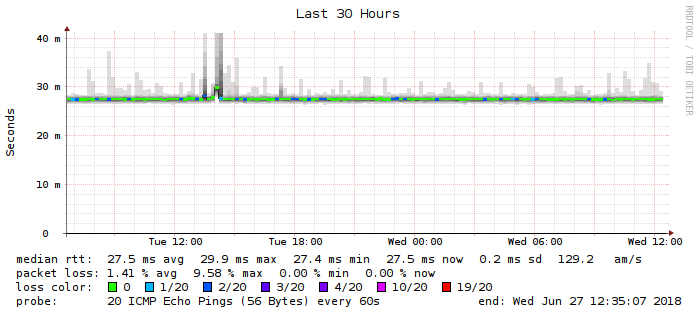 Last 30 Hours
RRDTOOL / TOBI OETIKER
Seconds
40 m
30 m
20 m
10 m
0
Tue 12:00 Tue 18:00 Wed 00:00 Wed 06:00 Wed 12:00
median rtt: 27.5 ms avg 29.9 ms max 27.4 ms min 27.5 ms now 0.2 ms sd 129.2 am/s
packet loss: 1.41 % avg 9.58 % max 0.00 % min 0.00 % now
loss color: 0 1/20 2/20 3/20 4/20 10/20 19/20
probe: 20 ICMP Echo Pings (56 Bytes) every 60s end: Wed Jun 27 12:35:07 2018